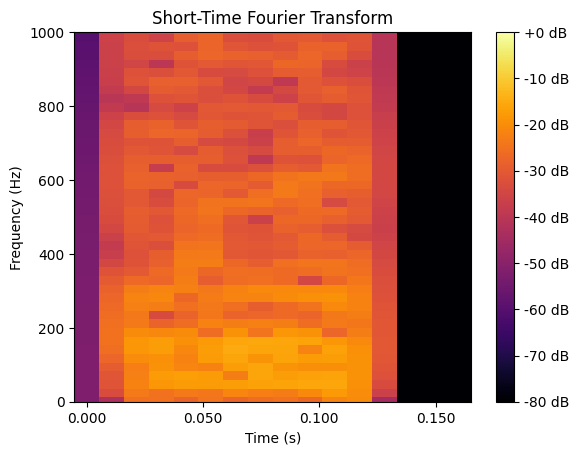 Short-Time Fourier Transform
1000
800
600
400
200
0
Frequency (Hz)
0.000
0.050
0.100
0.150
Time (s)
+0 dB
-10 dB
-20 dB
-30 dB
-40 dB
-50 dB
-60 dB
-70 dB
-80 dB